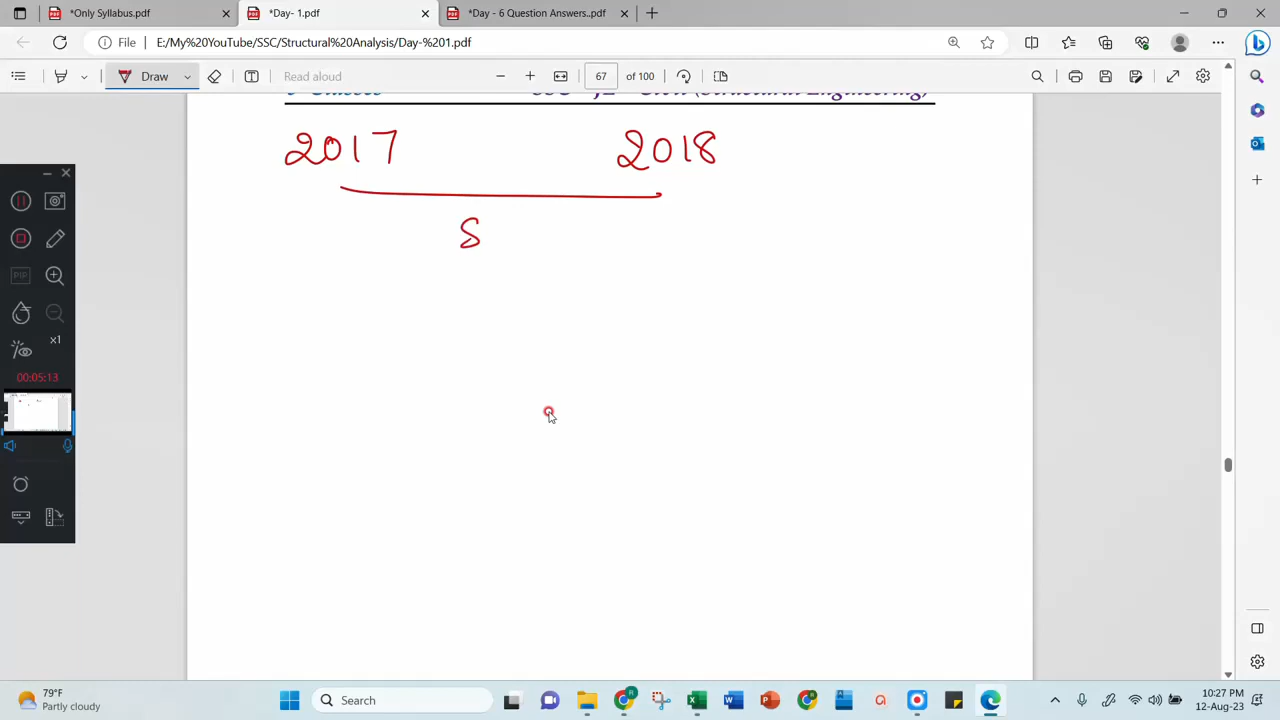 *Only Syllabus.pdf
*Day- 1.pdf
*Day - 6 Question Answers..pdf
File
E:/My%20YouTube/SSC/Structural%20Analysis/Day-%201.pdf
Draw
Read aloud
67 of 100
2017 2018
S
PIP
x1
00:05:13
79°F
Partly cloudy
Search
10:27 PM
12-Aug-23